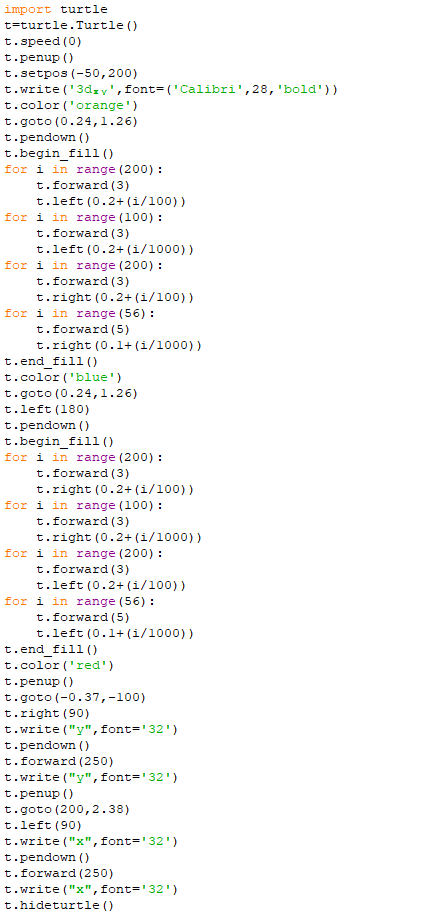 import turtle
t=turtle.Turtle()
t.speed(0)
t.penup()
t.setpos(-50,200)
t.write('3dₓᵧ',font=('Calibri',28,'bold'))
t.color('orange')
t.goto(0.24,1.26)
t.pendown()
t.begin_fill()
for i in range(200):
    t.forward(3)
    t.left(0.2+(i/100))
for i in range(100):
    t.forward(3)
    t.left(0.2+(i/1000))
for i in range(200):
    t.forward(3)
    t.right(0.2+(i/100))
for i in range(56):
    t.forward(5)
    t.right(0.1+(i/1000))
t.end_fill()
t.color('blue')
t.goto(0.24,1.26)
t.left(180)
t.pendown()
t.begin_fill()
for i in range(200):
    t.forward(3)
    t.right(0.2+(i/100))
for i in range(100):
    t.forward(3)
    t.right(0.2+(i/1000))
for i in range(200):
    t.forward(3)
    t.left(0.2+(i/100))
for i in range(56):
    t.forward(5)
    t.left(0.1+(i/1000))
t.end_fill()
t.color('red')
t.penup()
t.goto(-0.37,-100)
t.right(90)
t.write("y",font='32')
t.pendown()
t.forward(250)
t.write("y",font='32')
t.penup()
t.goto(200,2.38)
t.left(90)
t.write("x",font='32')
t.pendown()
t.forward(250)
t.write("x",font='32')
t.hideturtle()